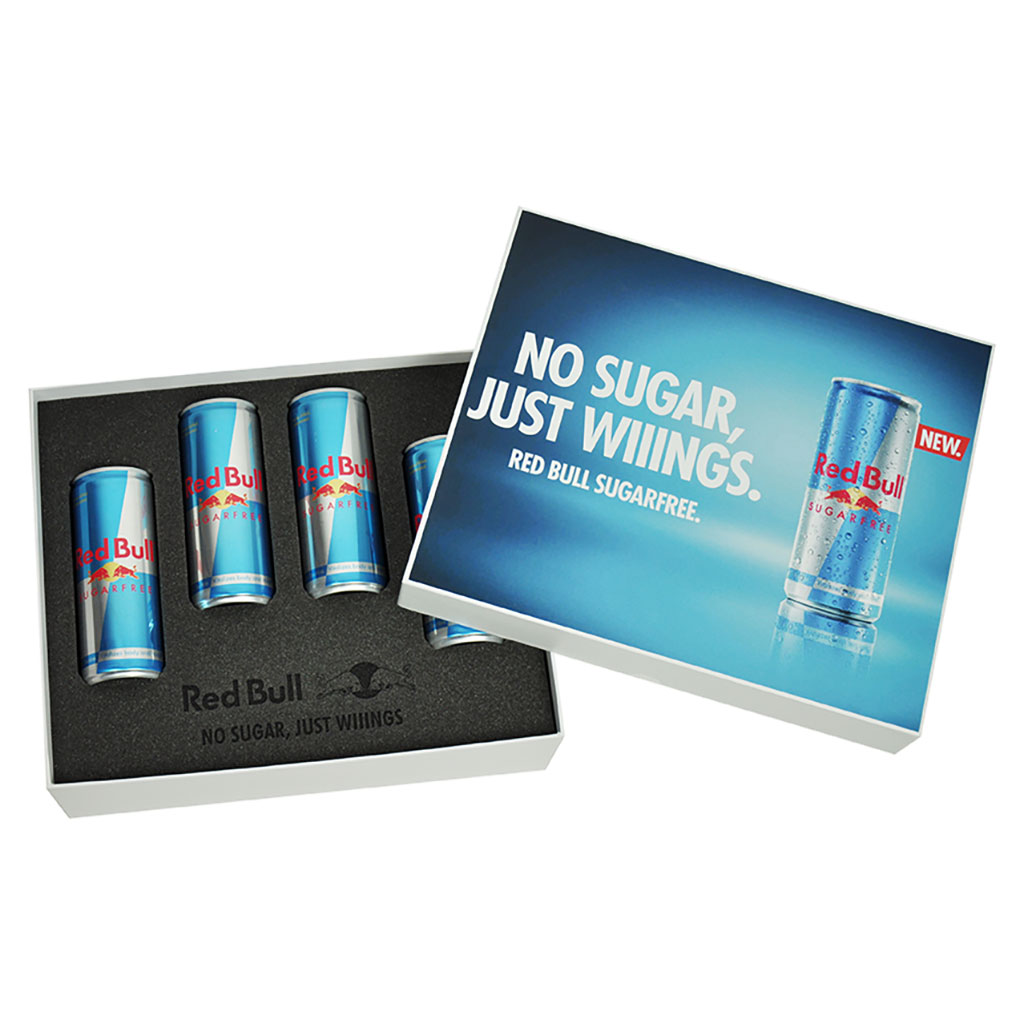 NO SUGAR,
JUST WIIINGS.
RED BULL SUGARFREE.
NEW.
Red Bull
SUGARFREE
Red Bull
SUGARFREE
Red Bull
SUGARFREE
Red Bull
SUGARFREE
Red Bull
NO SUGAR, JUST WIIINGS